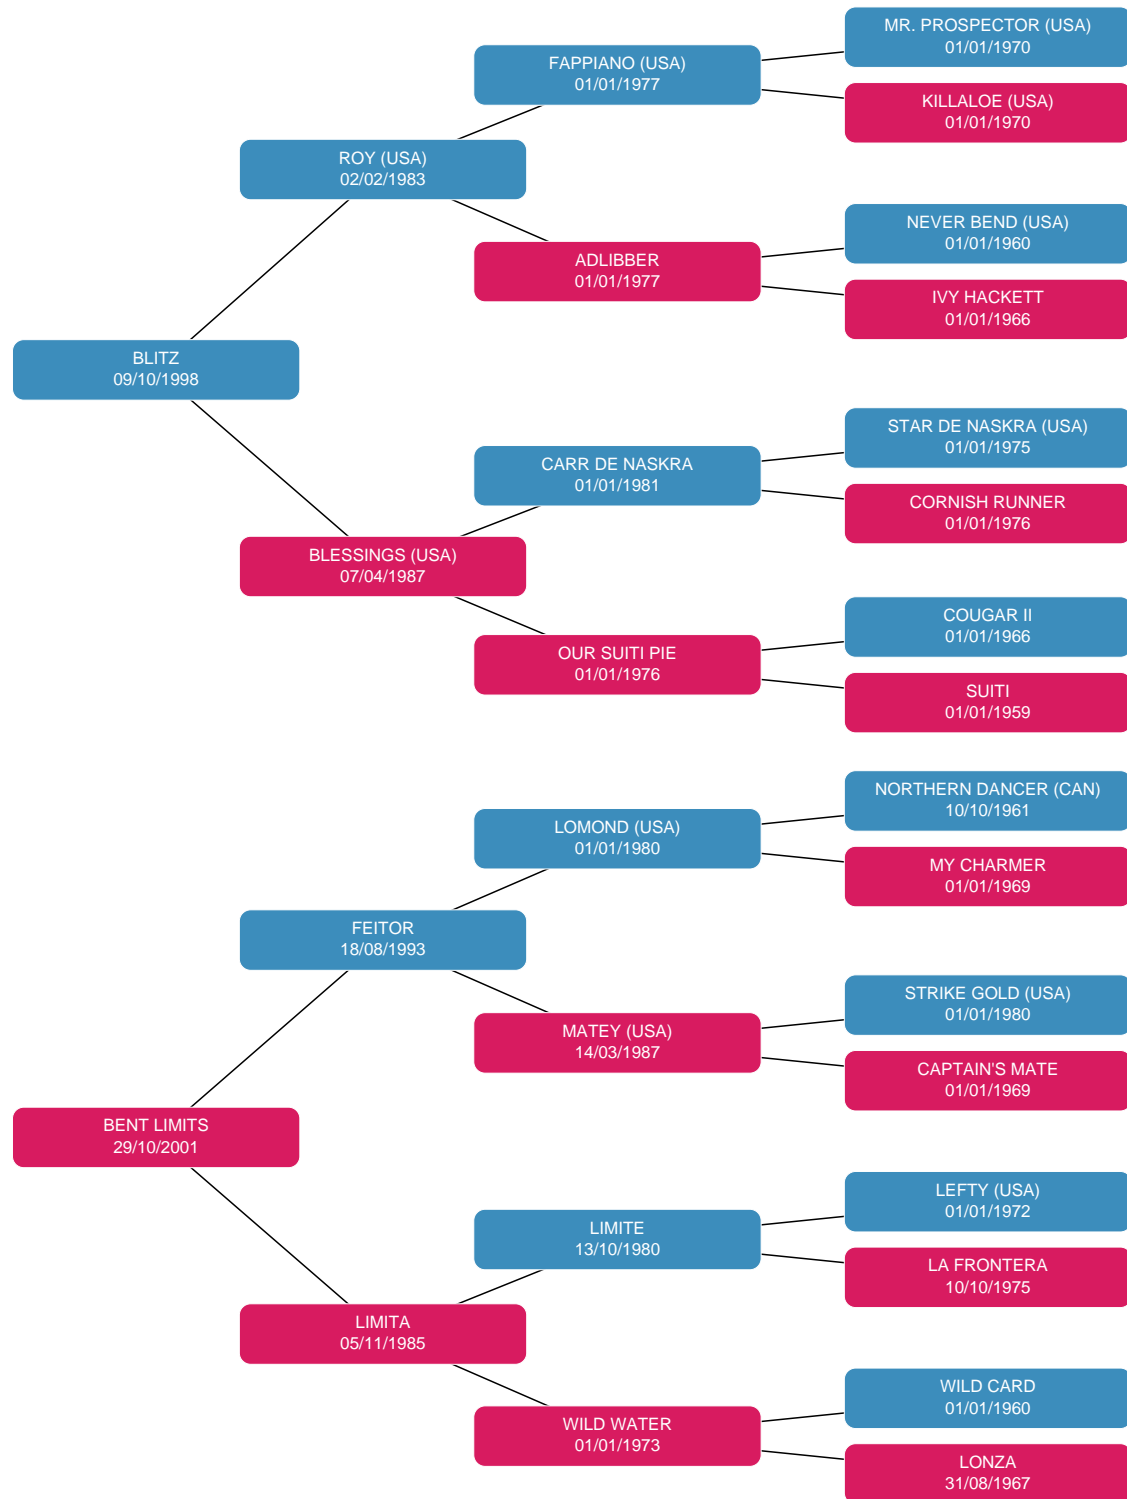 MR. PROSPECTOR (USA)
01/01/1970
FAPPIANO (USA)
01/01/1977
KILLALOE (USA)
01/01/1970
ROY (USA)
02/02/1983
NEVER BEND (USA)
01/01/1960
ADLIBBER
01/01/1977
IVY HACKETT
01/01/1966
BLITZ
09/10/1998
STAR DE NASKRA (USA)
01/01/1975
CARR DE NASKRA
01/01/1981
CORNISH RUNNER
01/01/1976
BLESSINGS (USA)
07/04/1987
COUGAR II
01/01/1966
OUR SUITI PIE
01/01/1976
SUITI
01/01/1959
NORTHERN DANCER (CAN)
10/10/1961
LOMOND (USA)
01/01/1980
MY CHARMER
01/01/1969
FEITOR
18/08/1993
STRIKE GOLD (USA)
01/01/1980
MATEY (USA)
14/03/1987
CAPTAIN'S MATE
01/01/1969
BENT LIMITS
29/10/2001
LEFTY (USA)
01/01/1972
LIMITE
13/10/1980
LA FRONTERA
10/10/1975
LIMITA
05/11/1985
WILD CARD
01/01/1960
WILD WATER
01/01/1973
LONZA
31/08/1967